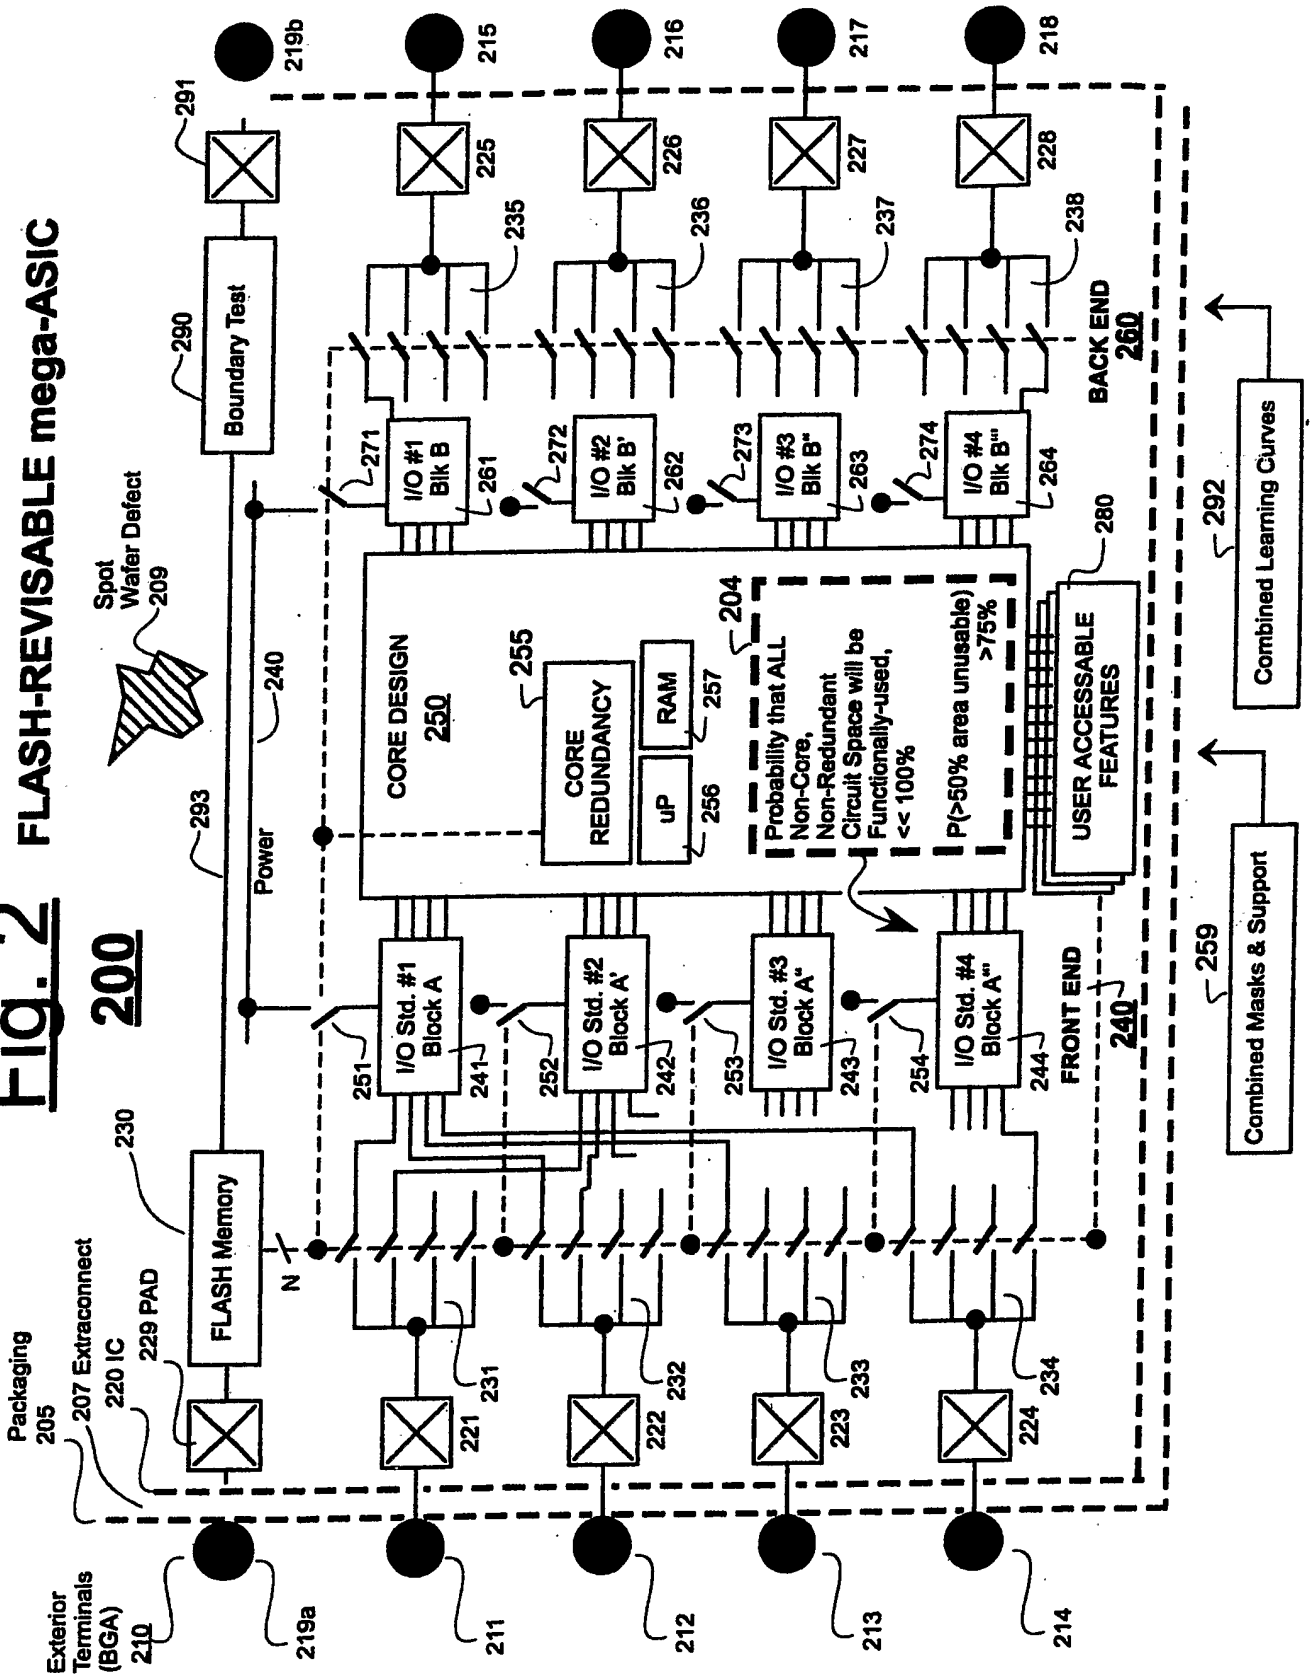 Fig. 2
FLASH-REVISABLE mega-ASIC
200
Exterior
Terminals
(BGA)
210
219a
Packaging
205
207 Extraconnect
220 IC
229 PAD
230
FLASH Memory
N
293
Power
240
Spot
Wafer Defect
209
290
Boundary Test
291
219b
211
221
231
251
I/O Std. #1
Block A
241
CORE DESIGN
250
271
I/O #1
Blk B
261
235
225
215
212
222
232
252
I/O Std. #2
Block A'
242
255
CORE
REDUNDANCY
uP
256
RAM
257
272
I/O #2
Blk B'
262
236
226
216
213
223
233
253
I/O Std. #3
Block A"
243
204
Probability that ALL
Non-Core,
Non-Redundant
Circuit Space will be
Functionally-used,
<< 100%
P(>50% area unusable)
>75%
273
I/O #3
Blk B"
263
237
227
217
214
224
234
254
I/O Std. #4
Block A"'
244
274
I/O #4
Blk B"'
264
238
228
218
FRONT END
240
USER ACCESSABLE
FEATURES
280
BACK END
260
259
Combined Masks & Support
292
Combined Learning Curves